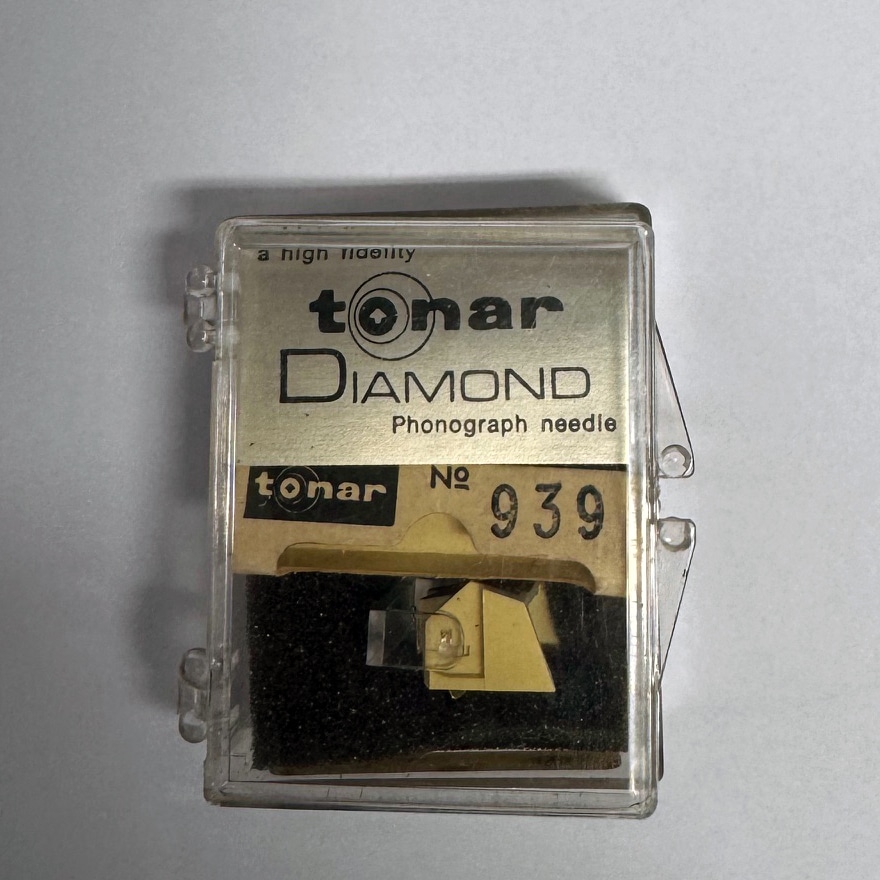 a high fidelity
tonar
DIAMOND
Phonograph needle
tonar
Nº
939